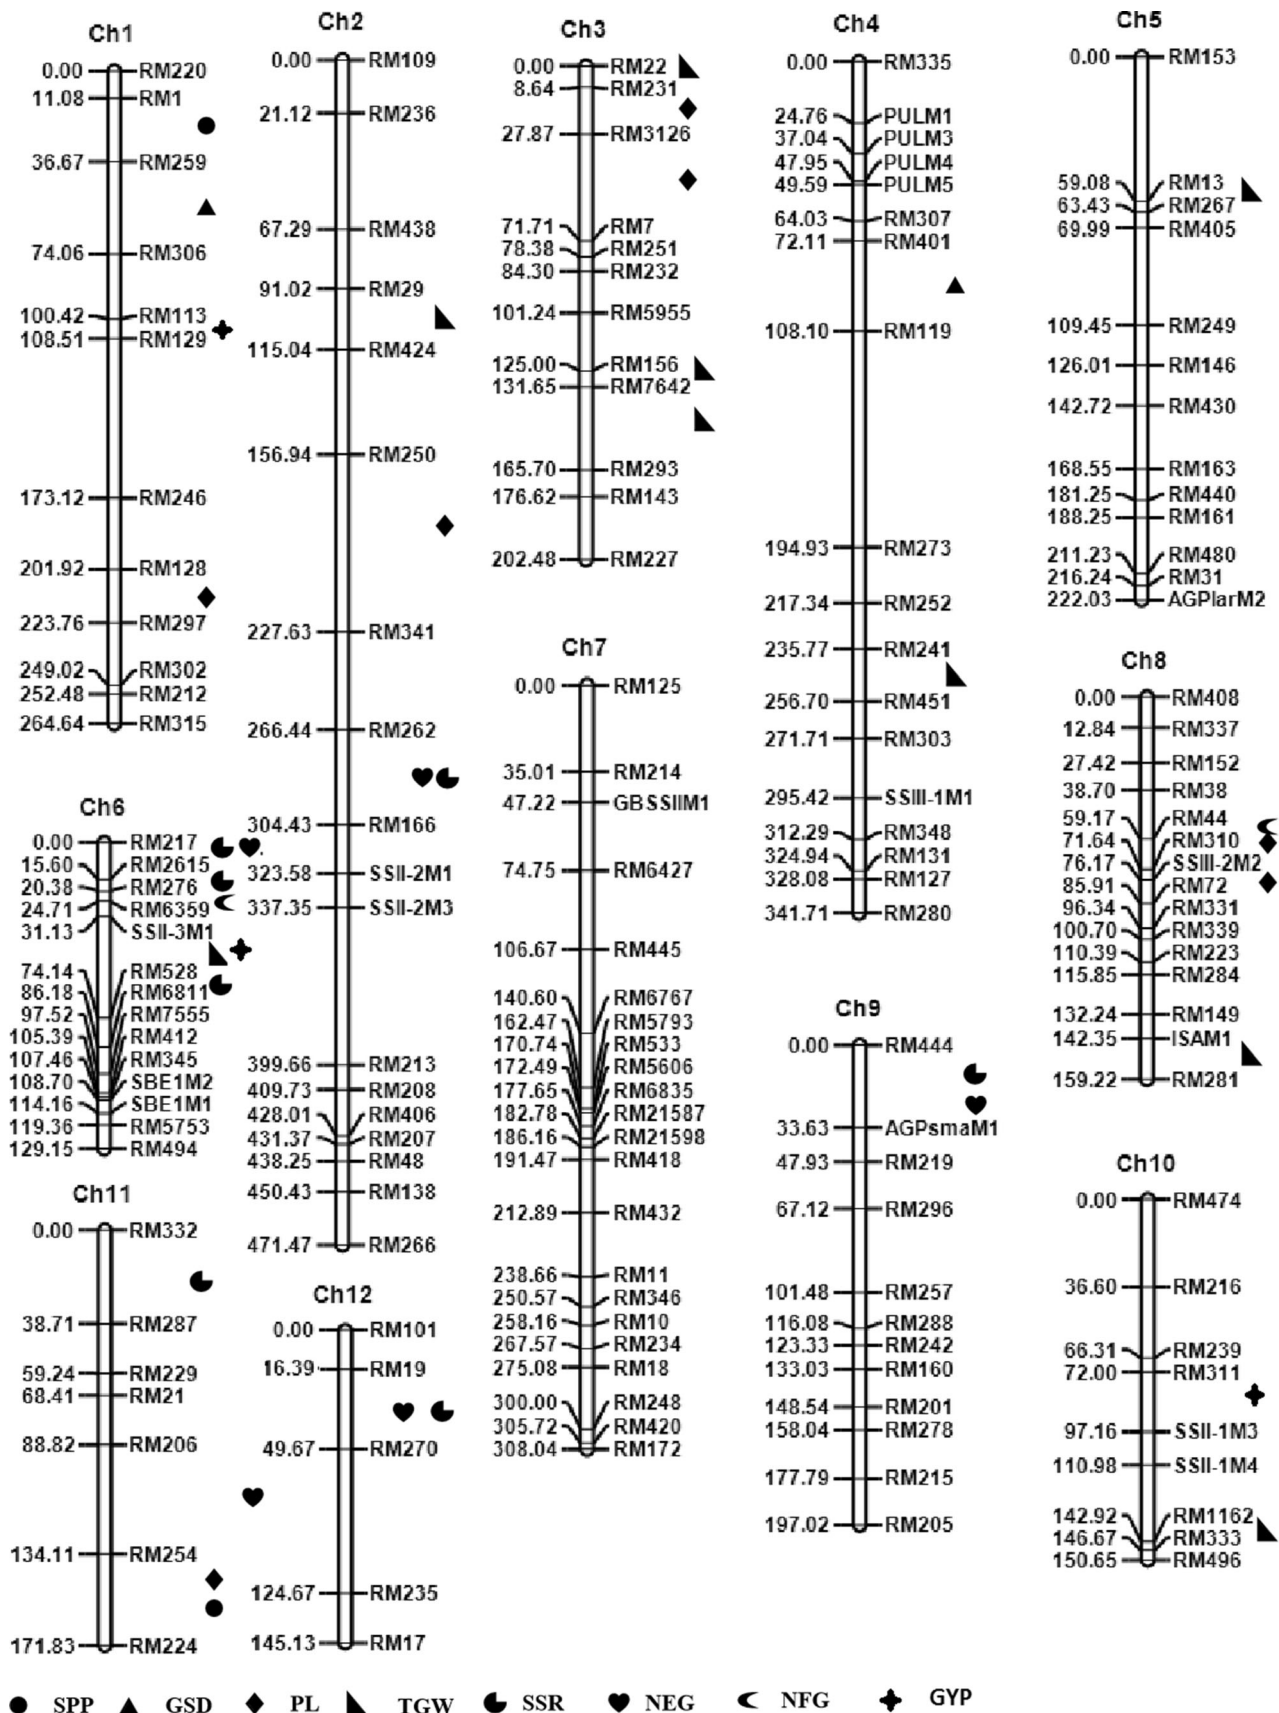 Ch1
0.00 RM220
11.08 RM1
36.67 RM259
74.06 RM306
100.42 RM113
108.51 RM129
173.12 RM246
201.92 RM128
223.76 RM297
249.02 RM302
252.48 RM212
264.64 RM315
Ch2
0.00 RM109
21.12 RM236
67.29 RM438
91.02 RM29
115.04 RM424
156.94 RM250
227.63 RM341
266.44 RM262
304.43 RM166
323.58 SSII-2M1
337.35 SSII-2M3
399.66 RM213
409.73 RM208
428.01 RM406
431.37 RM207
438.25 RM48
450.43 RM138
471.47 RM266
Ch3
0.00 RM22
8.64 RM231
27.87 RM3126
71.71 RM7
78.38 RM251
84.30 RM232
101.24 RM5955
125.00 RM156
131.65 RM7642
165.70 RM293
176.62 RM143
202.48 RM227
Ch4
0.00 RM335
24.76 PULM1
37.04 PULM3
47.95 PULM4
49.59 PULM5
64.03 RM307
72.11 RM401
108.10 RM119
194.93 RM273
217.34 RM252
235.77 RM241
256.70 RM451
271.71 RM303
295.42 SSIII-1M1
312.29 RM348
324.94 RM131
328.08 RM127
341.71 RM280
Ch5
0.00 RM153
59.08 RM13
63.43 RM267
69.99 RM405
109.45 RM249
126.01 RM146
142.72 RM430
168.55 RM163
181.25 RM440
188.25 RM161
211.23 RM480
216.24 RM31
222.03 AGPlarM2
Ch6
0.00 RM217
15.60 RM2615
20.38 RM276
24.71 RM6359
31.13 SSII-3M1
74.14 RM528
86.18 RM6811
97.52 RM7555
105.39 RM412
107.46 RM345
108.70 SBE1M2
114.16 SBE1M1
119.36 RM5753
129.15 RM494
Ch7
0.00 RM125
35.01 RM214
47.22 GBSSIIM1
74.75 RM6427
106.67 RM445
140.60 RM6767
162.47 RM5793
170.74 RM533
172.49 RM5606
177.65 RM6835
182.78 RM21587
186.16 RM21598
191.47 RM418
212.89 RM432
238.66 RM11
250.57 RM346
258.16 RM10
267.57 RM234
275.08 RM18
300.00 RM248
305.72 RM420
308.04 RM172
Ch8
0.00 RM408
12.84 RM337
27.42 RM152
38.70 RM38
59.17 RM44
71.64 RM310
76.17 SSIII-2M2
85.91 RM72
96.34 RM331
100.70 RM339
110.39 RM223
115.85 RM284
132.24 RM149
142.35 ISAM1
159.22 RM281
Ch9
0.00 RM444
33.63 AGPsmaM1
47.93 RM219
67.12 RM296
101.48 RM257
116.08 RM288
123.33 RM242
133.03 RM160
148.54 RM201
158.04 RM278
177.79 RM215
197.02 RM205
Ch10
0.00 RM474
36.60 RM216
66.31 RM239
72.00 RM311
97.16 SSII-1M3
110.98 SSII-1M4
142.92 RM1162
146.67 RM333
150.65 RM496
Ch11
0.00 RM332
38.71 RM287
59.24 RM229
68.41 RM21
88.82 RM206
134.11 RM254
171.83 RM224
Ch12
0.00 RM101
16.39 RM19
49.67 RM270
124.67 RM235
145.13 RM17
SPP GSD PL TGW SSR NEG NFG GYP